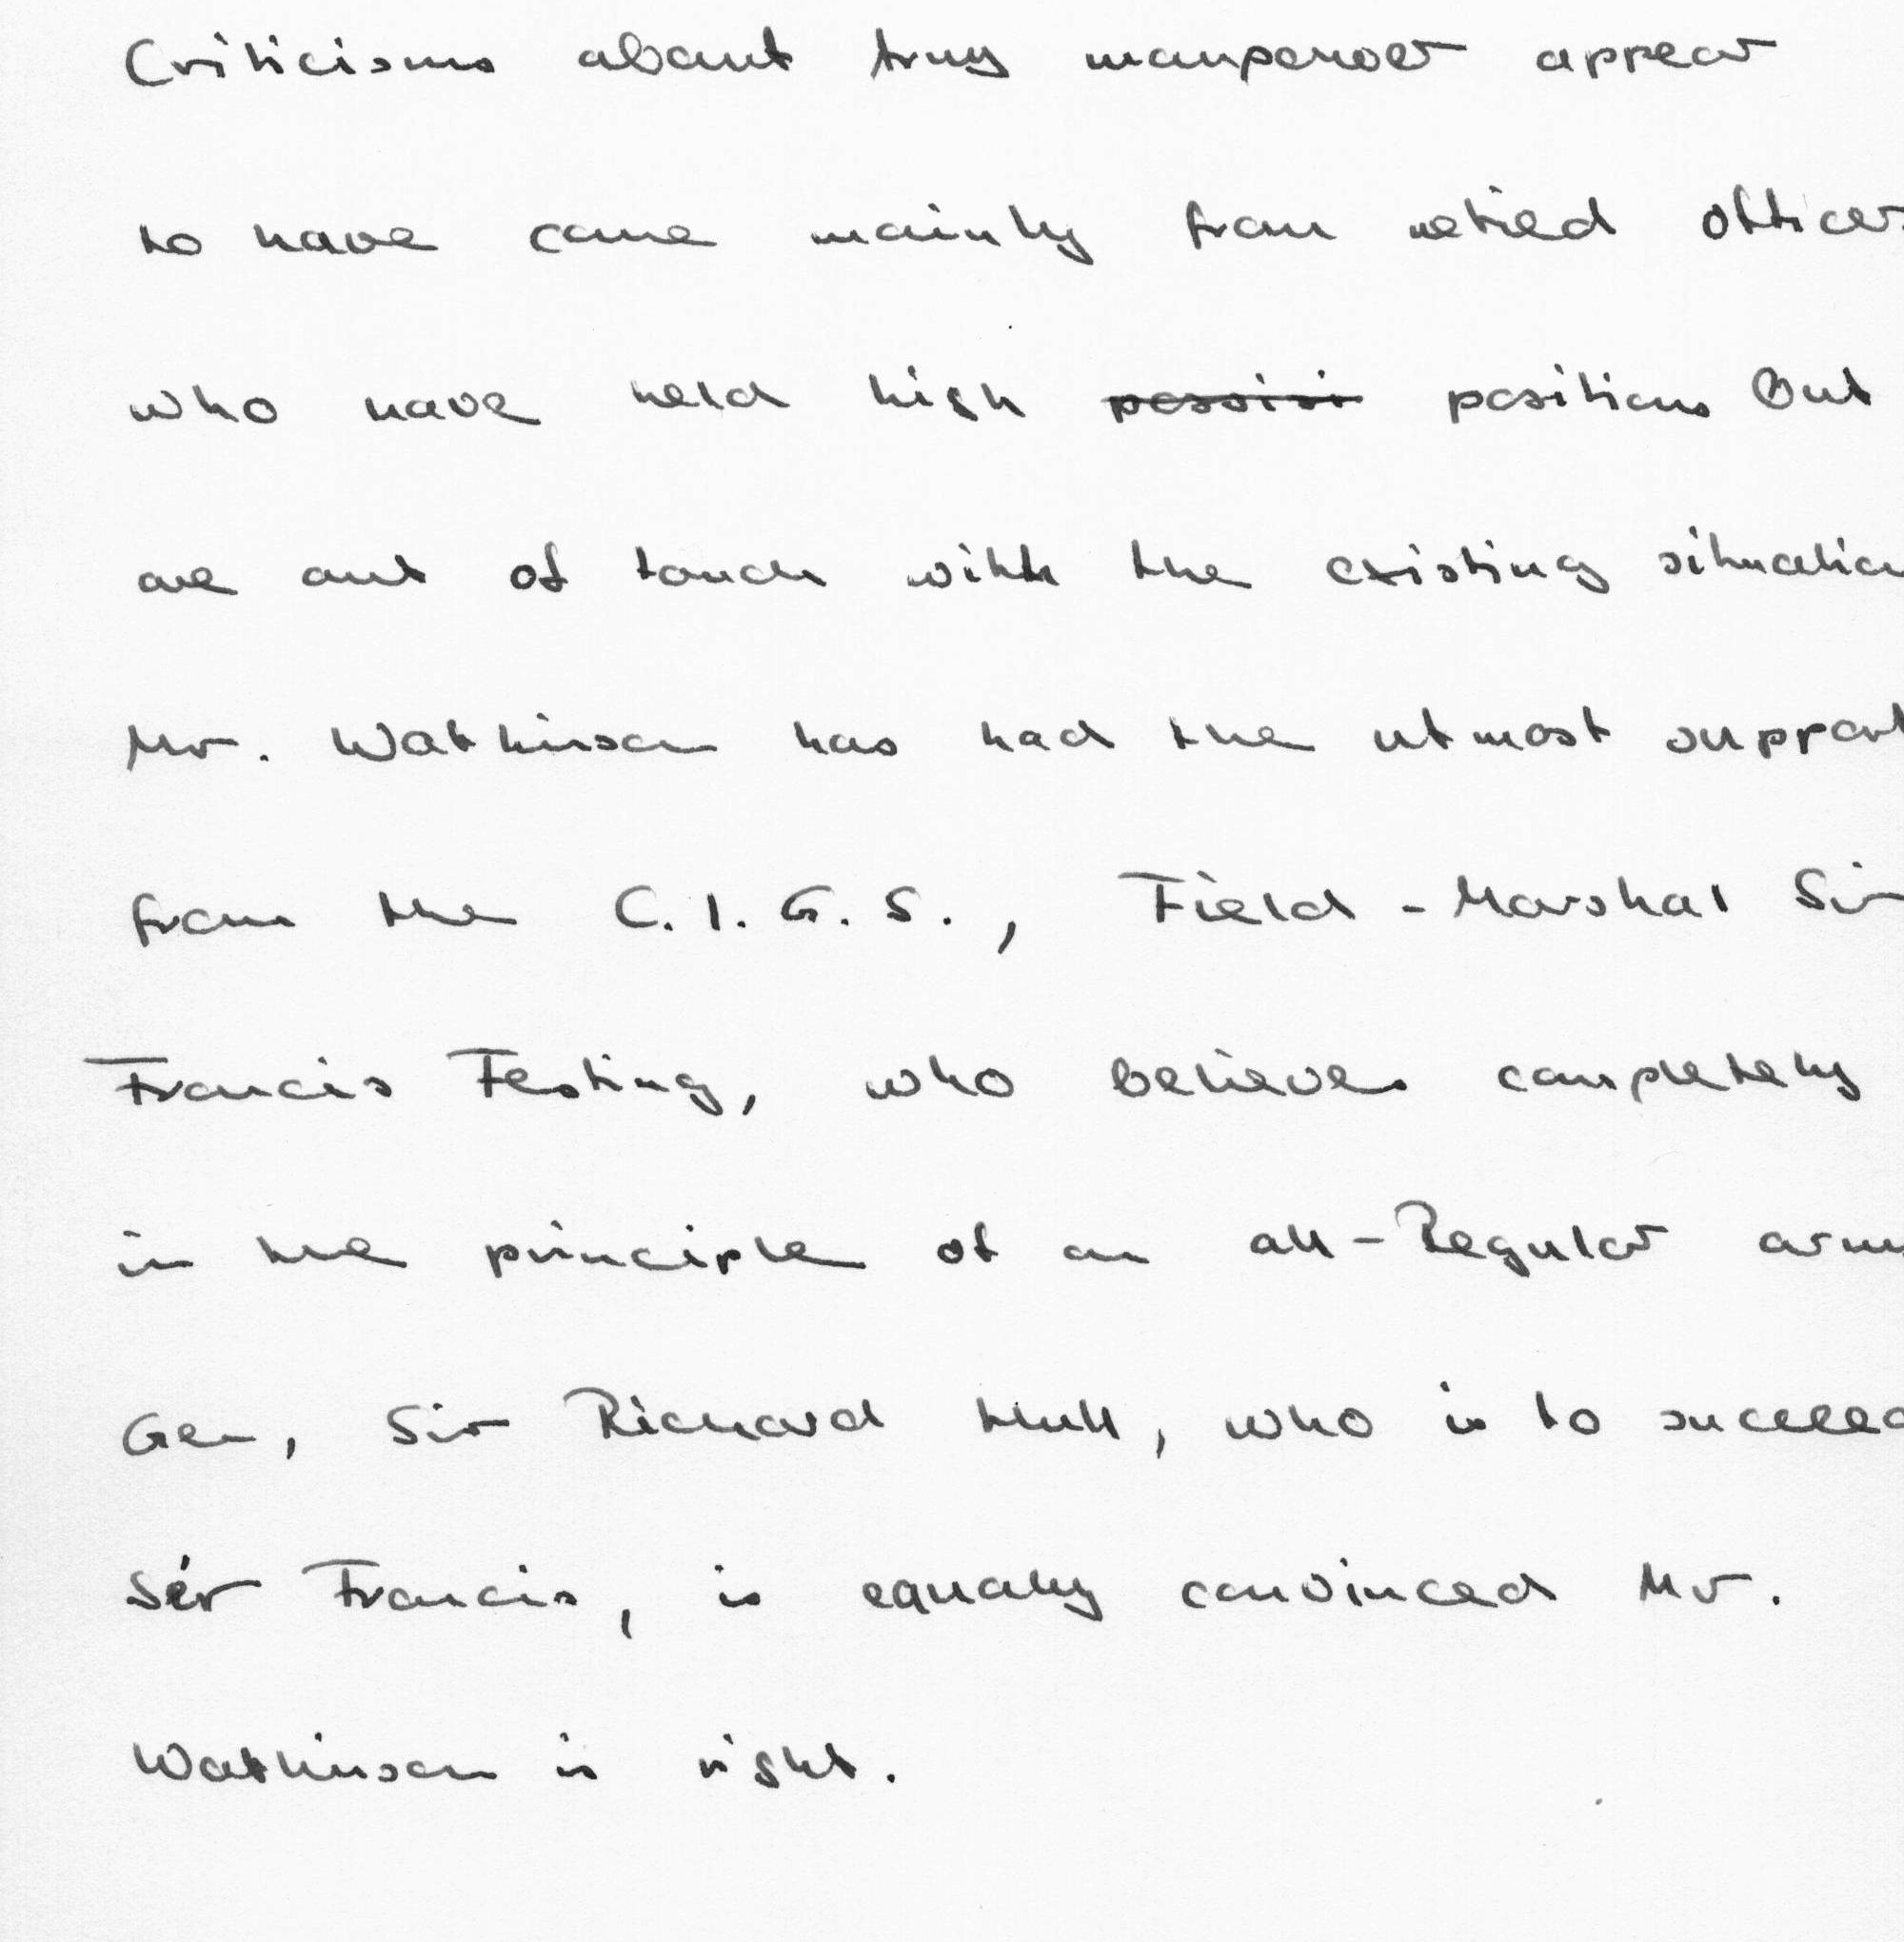 Criticisms about Army manpower appear
to have come mainly from retired officers
who have held high possisi positions but
are out of touch with the existing situation
Mr. Watkinson has had the utmost support
from the C.I.G.S., Field-Marshal Sir
Francis Festing, who believes completely
in the principle of an all-Regular army
Gen, Sir Richard Hull, who is to succeed
Sir Francis, is equally convinced Mr.
Watkinson is right.